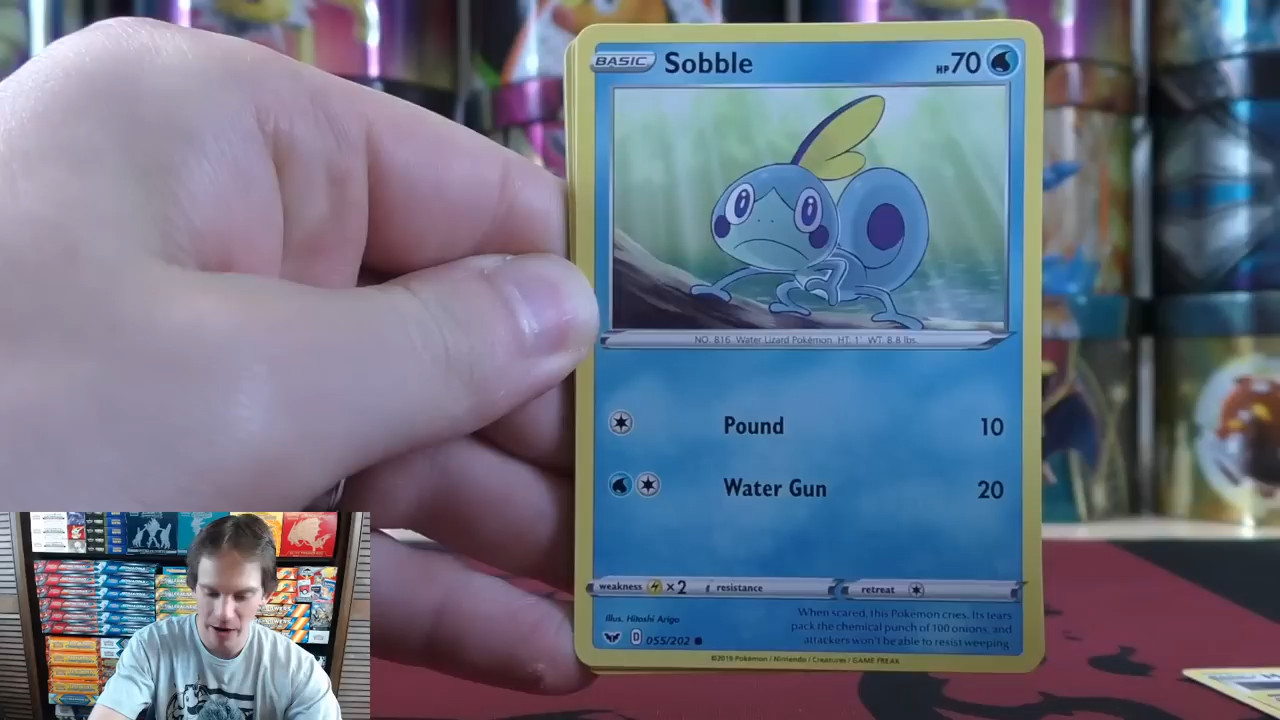 BASIC Sobble HP 70
NO. 816 Water Lizard Pokémon HT: 1' WT: 8.8 lbs.
Pound 10
Water Gun 20
weakness ×2 resistance retreat
Illus. Hitoshi Ariga
When scared, this Pokémon cries. Its tears
pack the chemical punch of 100 onions, and
attackers won't be able to resist weeping.
D 055/202
©2019 Pokémon / Nintendo / Creatures / GAME FREAK